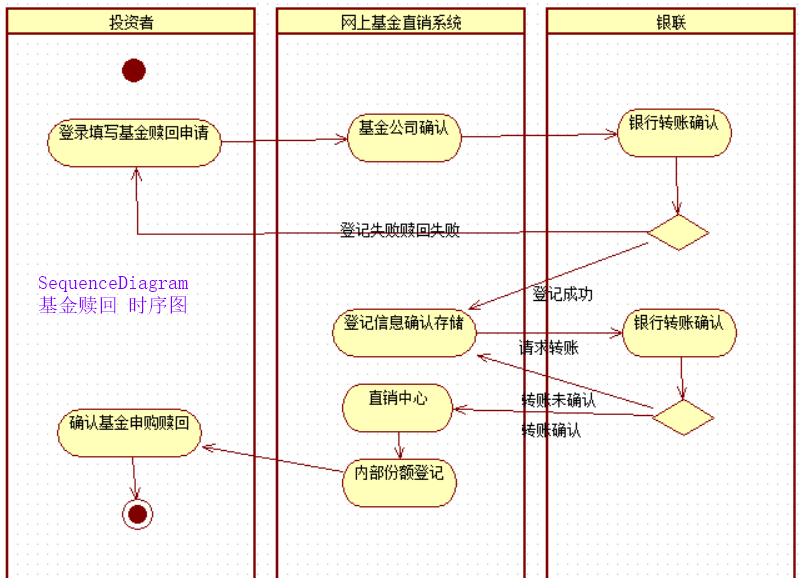 投资者
网上基金直销系统
银联
登录填写基金赎回申请
基金公司确认
银行转账确认
登记失败赎回失败
SequenceDiagram
基金赎回 时序图
登记成功
登记信息确认存储
银行转账确认
请求转账
直销中心
转账未确认
确认基金申购赎回
转账确认
内部份额登记